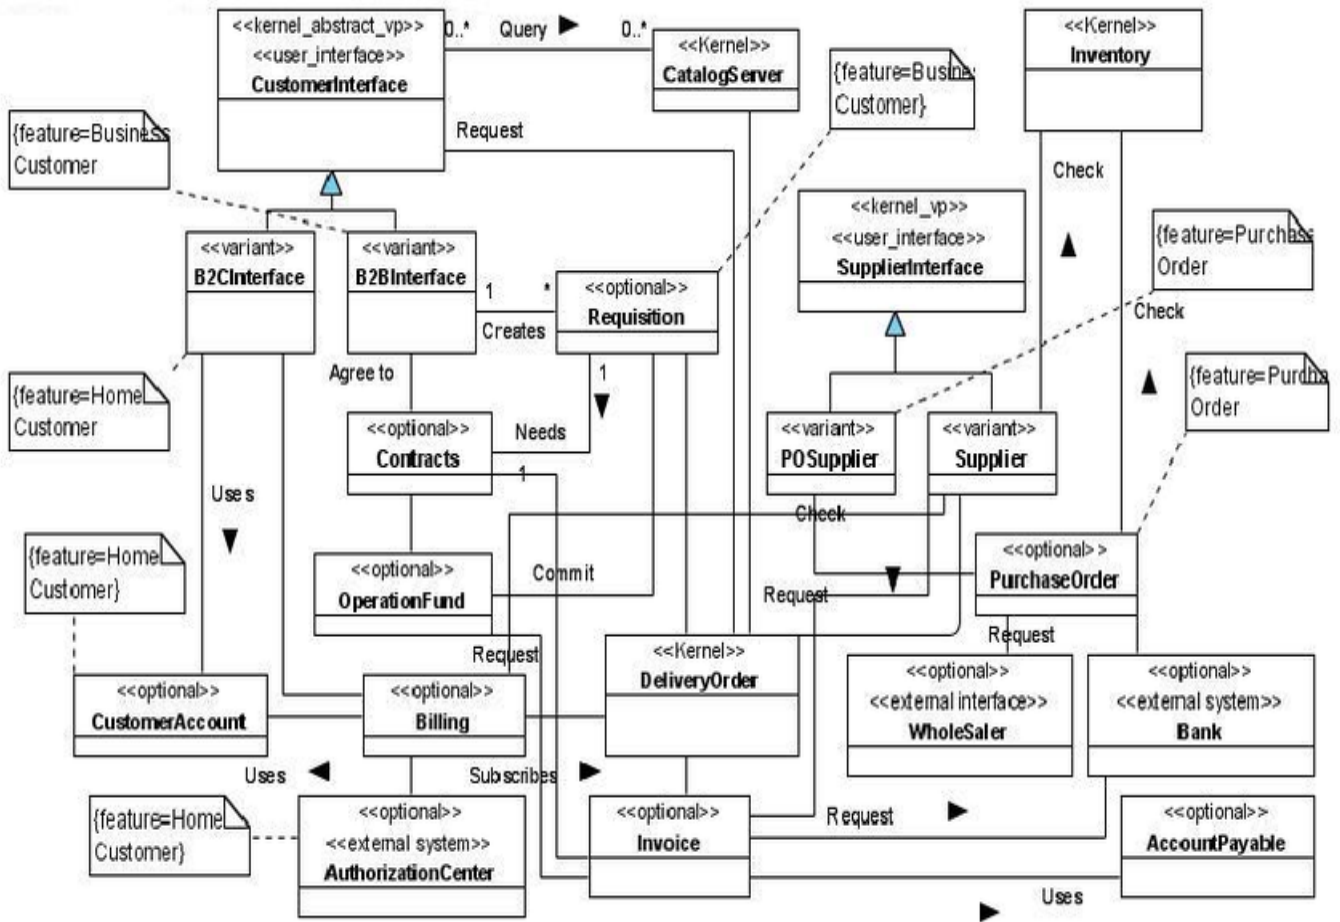 <<kernel_abstract_vp>>
<<user_interface>>
CustomerInterface
0..*
Query
0..*
<<Kernel>>
CatalogServer
{feature=Busine
Customer}
<<Kernel>>
Inventory
{feature=Business
Customer
Request
Check
<<kernel_vp>>
<<user_interface>>
SupplierInterface
{feature=Purchase
Order
<<variant>>
B2CInterface
<<variant>>
B2BInterface
1
*
Creates
<<optional>>
Requisition
Check
{feature=Home
Customer
Agree to
1
{feature=Purcha
Order
<<optional>>
Contracts
Needs
1
<<variant>>
POSupplier
<<variant>>
Supplier
Uses
Check
{feature=Home
Customer}
<<optional>>
OperationFund
Commit
Request
<<optional>>
PurchaseOrder
Request
Request
<<optional>>
CustomerAccount
<<optional>>
Billing
<<Kernel>>
DeliveryOrder
<<optional>>
<<external interface>>
WholeSaler
<<optional>>
<<external system>>
Bank
Uses
Subscribes
{feature=Home
Customer}
<<optional>>
<<external system>>
AuthorizationCenter
<<optional>>
Invoice
Request
<<optional>>
AccountPayable
Uses